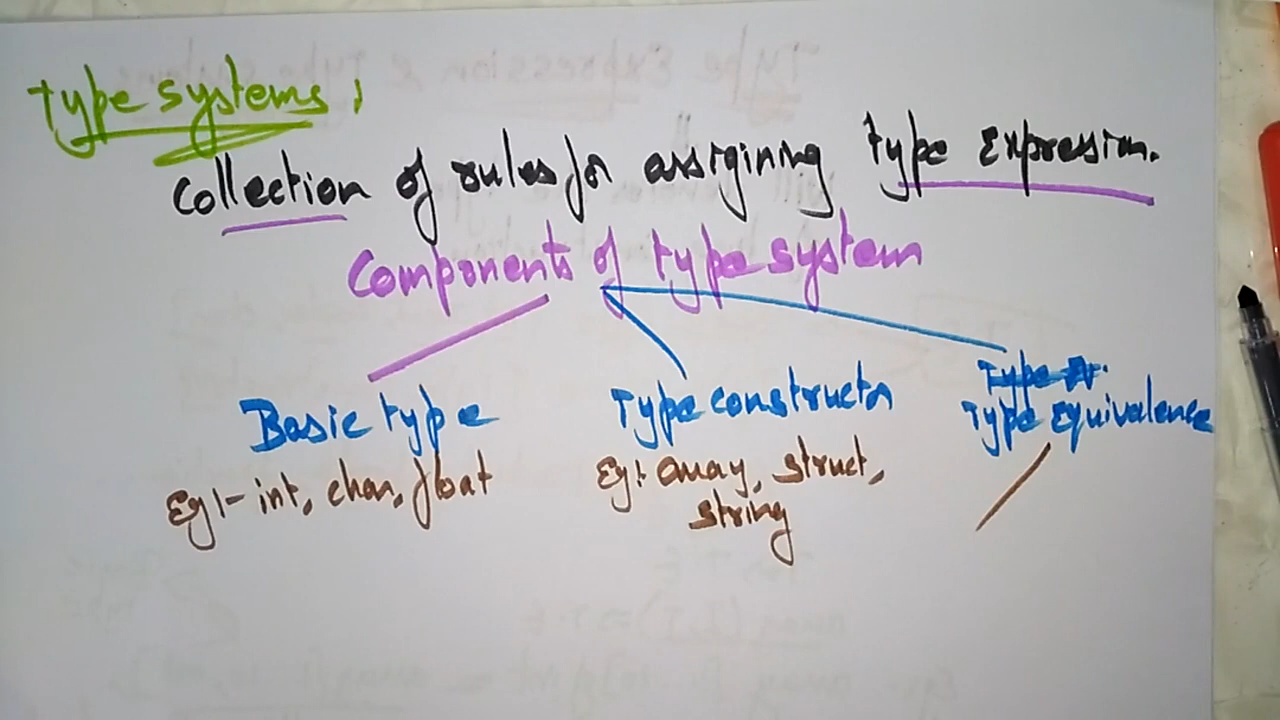 Type systems :
Collection of rules for assigining Type Expression.
Components of type system
Basic type
Type constructor
Type Equivalence
Eg :- int, char, float
Eg : array, struct,
string